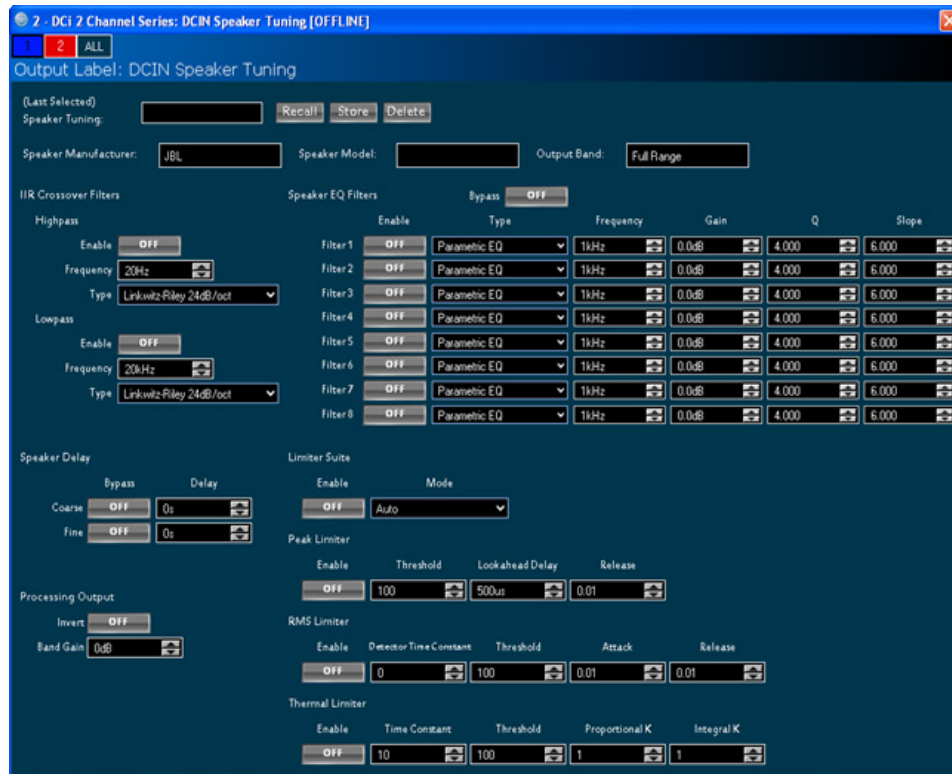 2 - DCi 2 Channel Series: DCIN Speaker Tuning [OFFLINE]
1 2 ALL
Output Label: DCIN Speaker Tuning
(Last Selected)
Speaker Tuning: Recall Store Delete
Speaker Manufacturer: JBL Speaker Model: Output Band: Full Range
IIR Crossover Filters
Highpass
Enable OFF
Frequency 20Hz
Type Linkwitz-Riley 24dB/oct
Lowpass
Enable OFF
Frequency 20kHz
Type Linkwitz-Riley 24dB/oct
Speaker EQ Filters Bypass OFF
Enable Type Frequency Gain Q Slope
Filter 1 OFF Parametric EQ 1kHz 0.0dB 4.000 6.000
Filter 2 OFF Parametric EQ 1kHz 0.0dB 4.000 6.000
Filter 3 OFF Parametric EQ 1kHz 0.0dB 4.000 6.000
Filter 4 OFF Parametric EQ 1kHz 0.0dB 4.000 6.000
Filter 5 OFF Parametric EQ 1kHz 0.0dB 4.000 6.000
Filter 6 OFF Parametric EQ 1kHz 0.0dB 4.000 6.000
Filter 7 OFF Parametric EQ 1kHz 0.0dB 4.000 6.000
Filter 8 OFF Parametric EQ 1kHz 0.0dB 4.000 6.000
Speaker Delay
Bypass Delay
Coarse OFF 0s
Fine OFF 0s
Processing Output
Invert OFF
Band Gain 0dB
Limiter Suite
Enable Mode
OFF Auto
Peak Limiter
Enable Threshold Lookahead Delay Release
OFF 100 500us 0.01
RMS Limiter
Enable Detector Time Constant Threshold Attack Release
OFF 0 100 0.01 0.01
Thermal Limiter
Enable Time Constant Threshold Proportional K Integral K
OFF 10 100 1 1